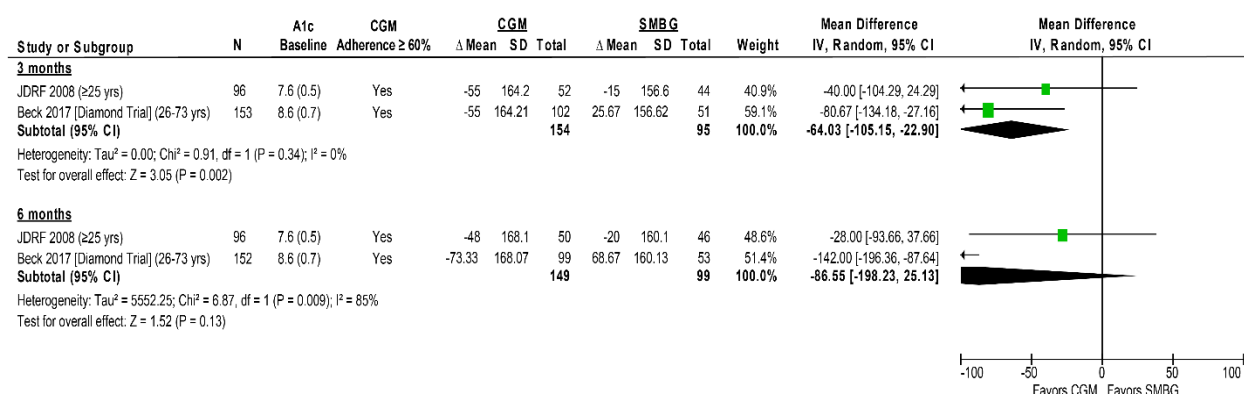 A1c CGM CGM SMBG Mean Difference Mean Difference
Study or Subgroup N Baseline Adherence ≥ 60% Δ Mean SD Total Δ Mean SD Total Weight IV, Random, 95% CI IV, Random, 95% CI
3 months
JDRF 2008 (≥25 yrs) 96 7.6 (0.5) Yes -55 164.2 52 -15 156.6 44 40.9% -40.00 [-104.29, 24.29]
Beck 2017 [Diamond Trial] (26-73 yrs) 153 8.6 (0.7) Yes -55 164.21 102 25.67 156.62 51 59.1% -80.67 [-134.18, -27.16]
Subtotal (95% CI) 154 95 100.0% -64.03 [-105.15, -22.90]
Heterogeneity: Tau² = 0.00; Chi² = 0.91, df = 1 (P = 0.34); I² = 0%
Test for overall effect: Z = 3.05 (P = 0.002)
6 months
JDRF 2008 (≥25 yrs) 96 7.6 (0.5) Yes -48 168.1 50 -20 160.1 46 48.6% -28.00 [-93.66, 37.66]
Beck 2017 [Diamond Trial] (26-73 yrs) 152 8.6 (0.7) Yes -73.33 168.07 99 68.67 160.13 53 51.4% -142.00 [-196.36, -87.64]
Subtotal (95% CI) 149 99 100.0% -86.55 [-198.23, 25.13]
Heterogeneity: Tau² = 5552.25; Chi² = 6.87, df = 1 (P = 0.009); I² = 85%
Test for overall effect: Z = 1.52 (P = 0.13)
-100 -50 0 50 100
Favors CGM Favors SMBG